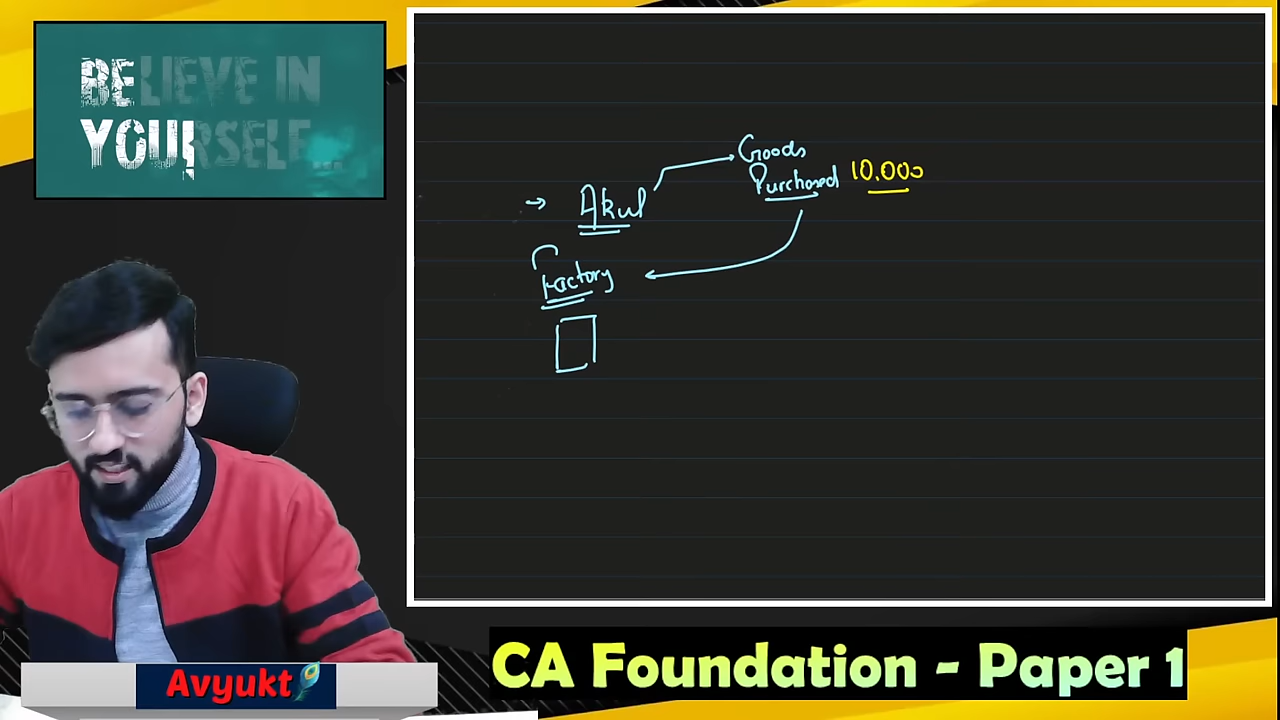 BELIEVE IN
YOURSELF...
Goods
Purchased 10,000
→ Akul
Factory
Avyukt
CA Foundation - Paper 1